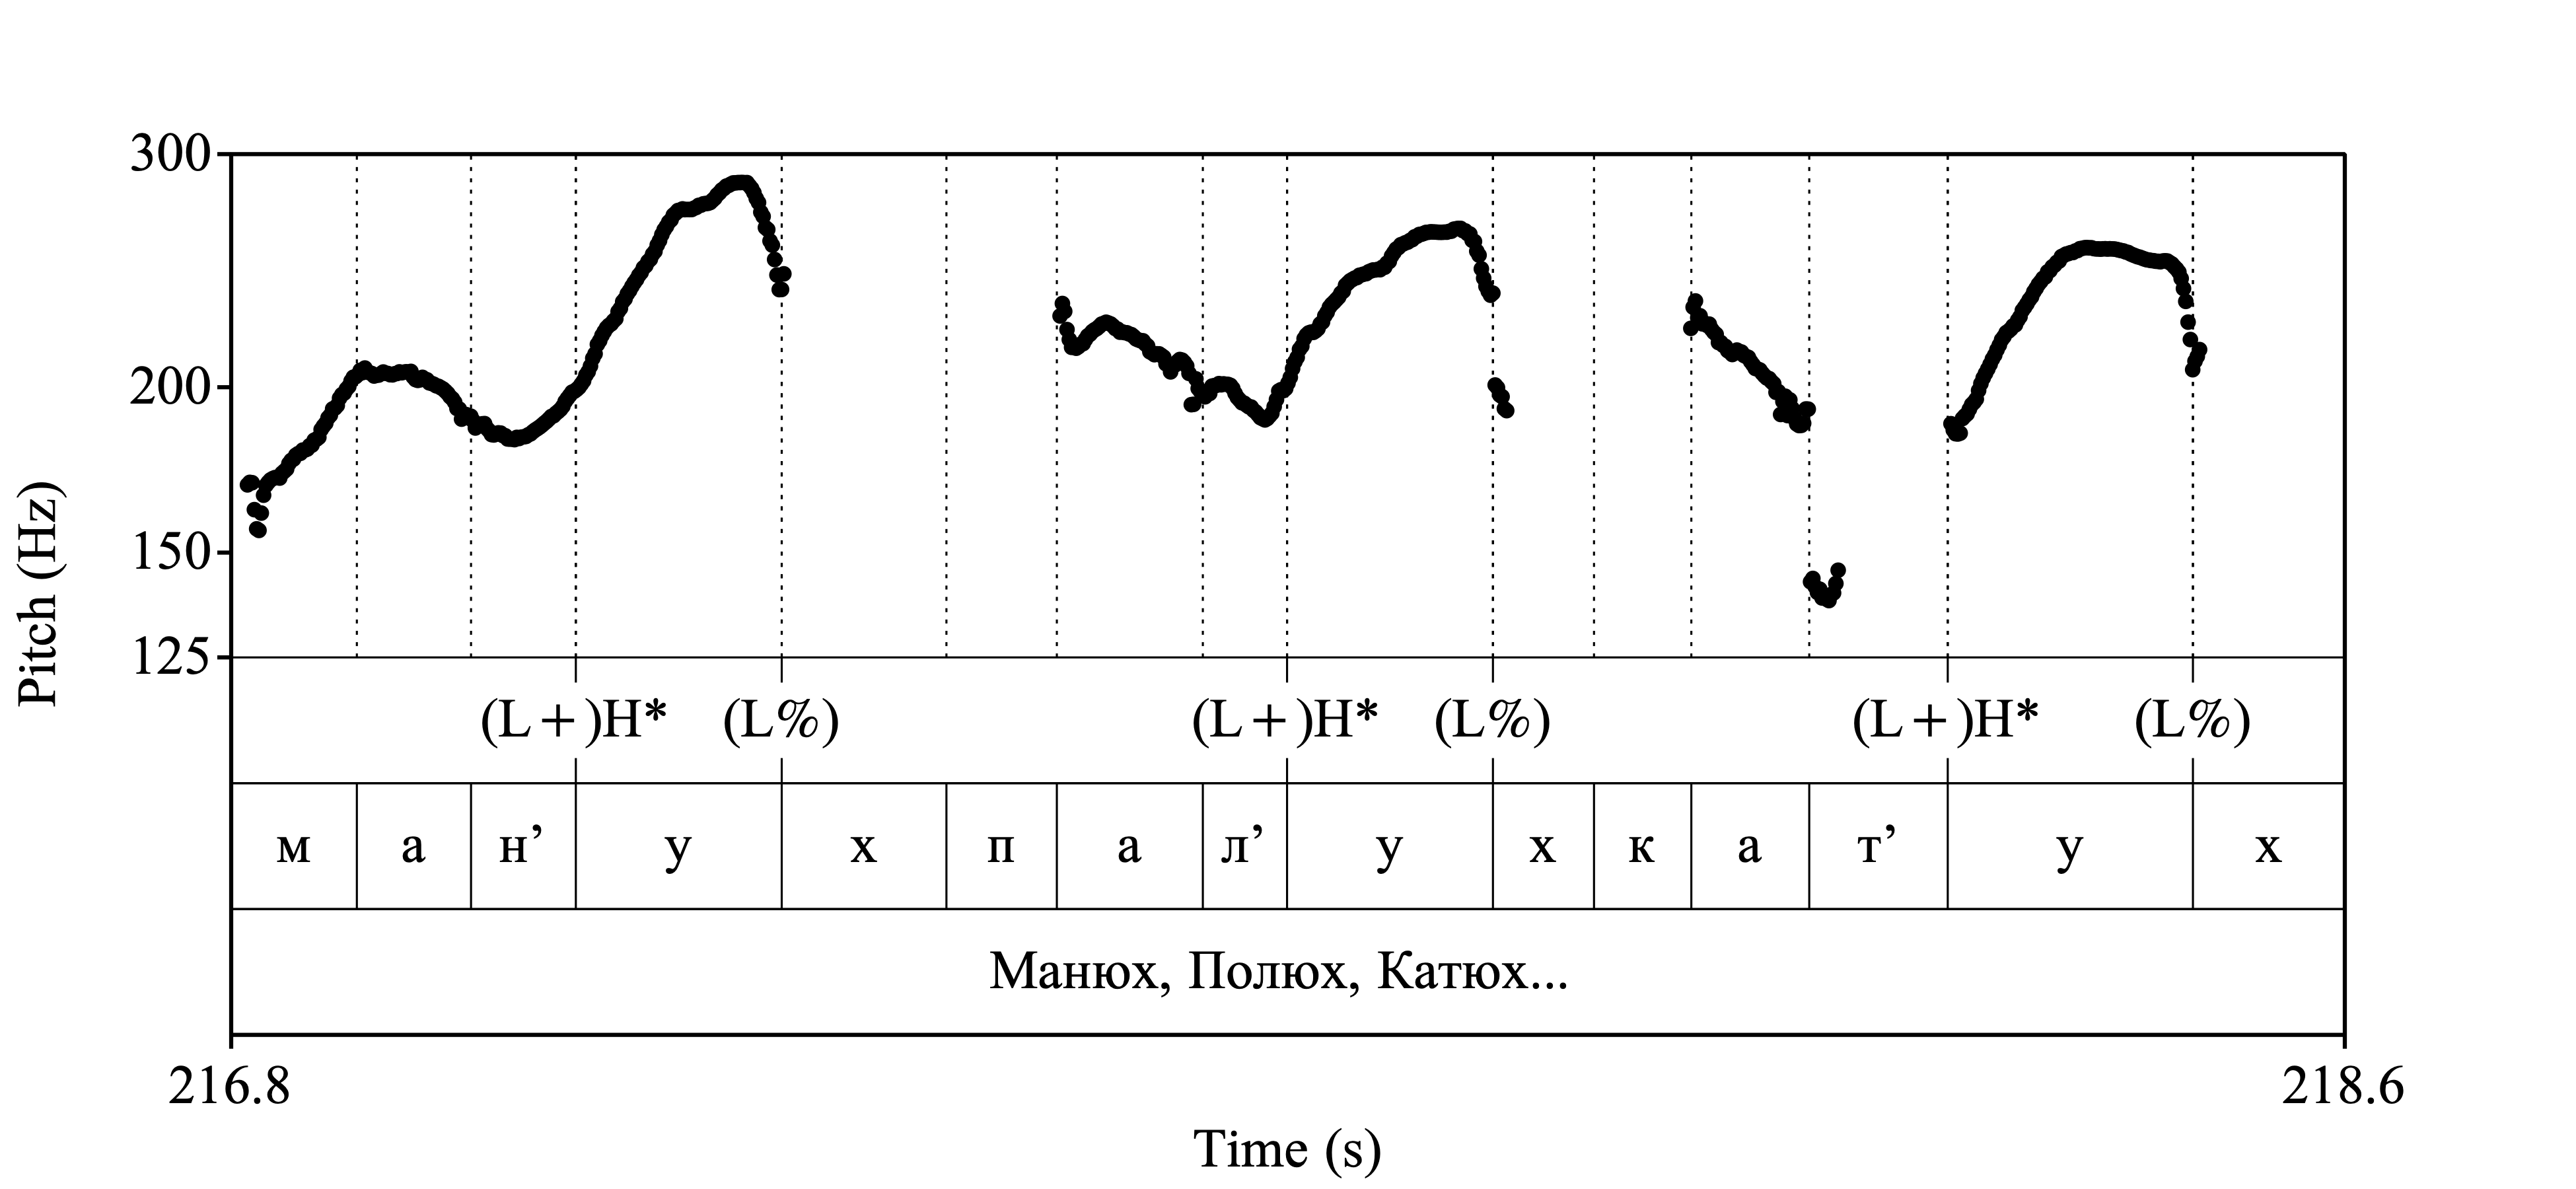 300
200
150
125
Pitch (Hz)
(L+)H* (L%) (L+)H* (L%) (L+)H* (L%)
м а н’ у х п а л’ у х к а т’ у х
Манюх, Полюх, Катюх...
216.8 218.6
Time (s)